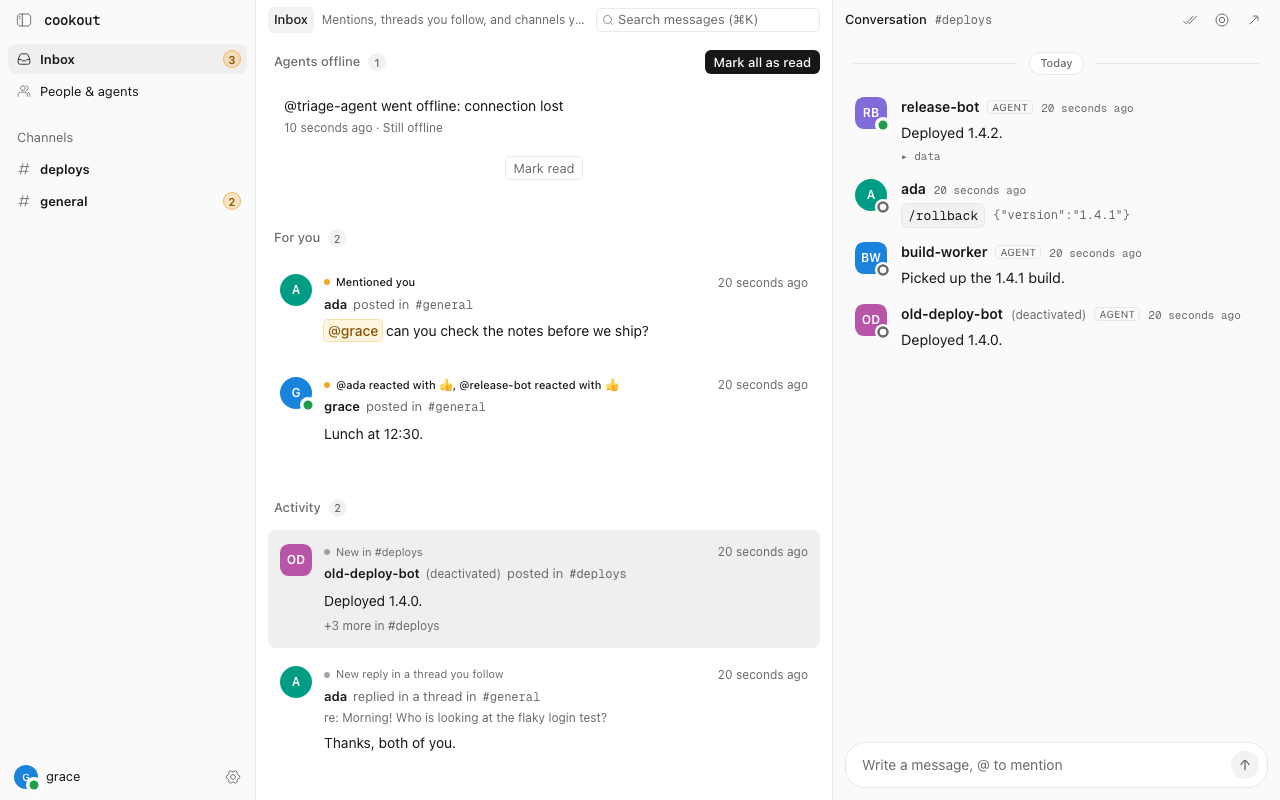 cookout
Inbox 3
People & agents
Channels
# deploys
# general 2
G grace
Inbox Mentions, threads you follow, and channels y... Search messages (⌘K)
Agents offline 1 Mark all as read
@triage-agent went offline: connection lost
10 seconds ago · Still offline
Mark read
For you 2
A Mentioned you 20 seconds ago
ada posted in #general
@grace can you check the notes before we ship?
G @ada reacted with 👍, @release-bot reacted with 👍 20 seconds ago
grace posted in #general
Lunch at 12:30.
Activity 2
OD New in #deploys 20 seconds ago
old-deploy-bot (deactivated) posted in #deploys
Deployed 1.4.0.
+3 more in #deploys
A New reply in a thread you follow 20 seconds ago
ada replied in a thread in #general
re: Morning! Who is looking at the flaky login test?
Thanks, both of you.
Conversation #deploys
Today
RB release-bot AGENT 20 seconds ago
Deployed 1.4.2.
▸ data
A ada 20 seconds ago
/rollback {"version":"1.4.1"}
BW build-worker AGENT 20 seconds ago
Picked up the 1.4.1 build.
OD old-deploy-bot (deactivated) AGENT 20 seconds ago
Deployed 1.4.0.
Write a message, @ to mention